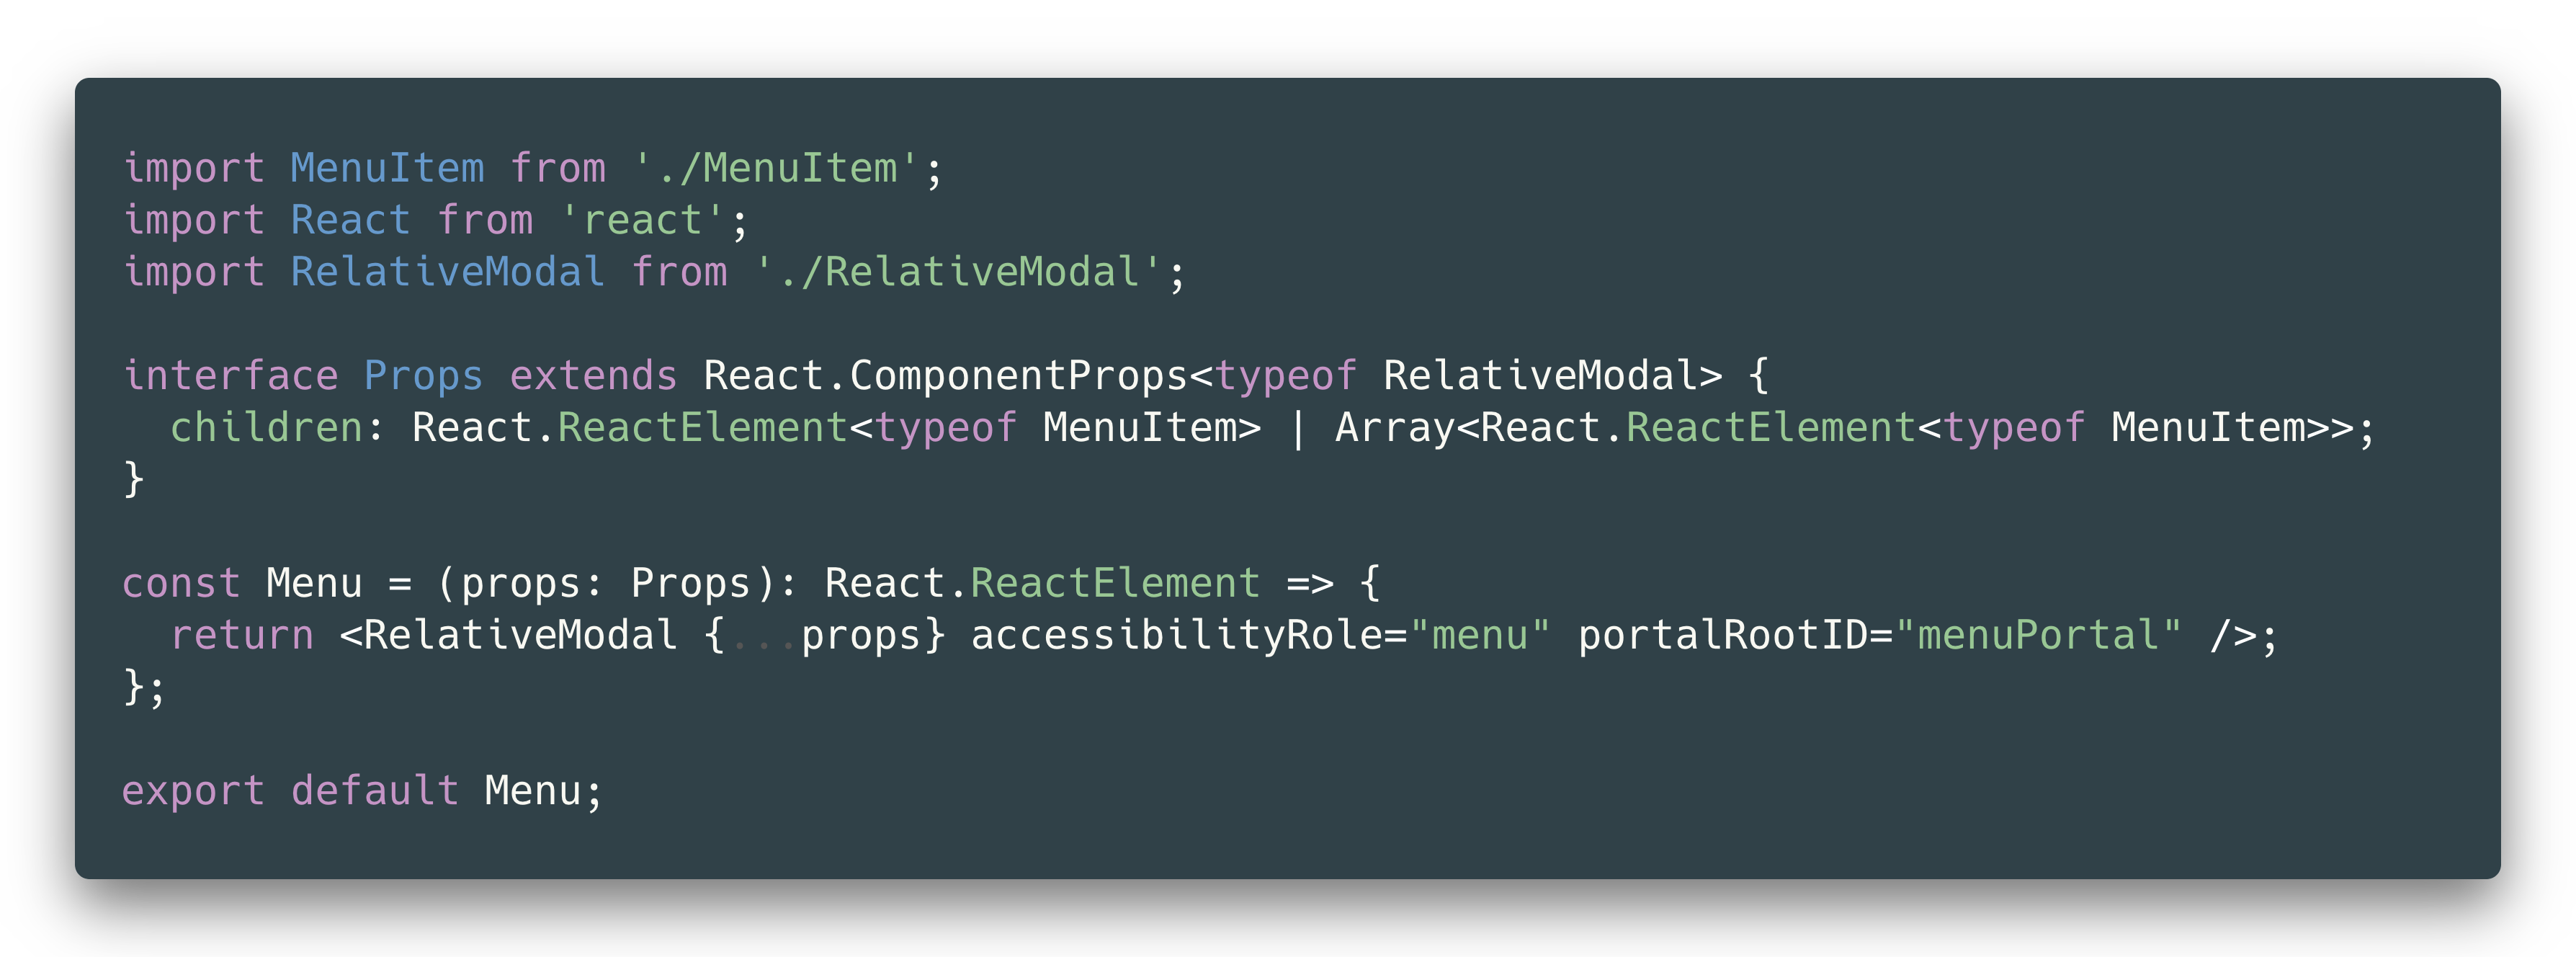 import MenuItem from './MenuItem';
import React from 'react';
import RelativeModal from './RelativeModal';

interface Props extends React.ComponentProps<typeof RelativeModal> {
  children: React.ReactElement<typeof MenuItem> | Array<React.ReactElement<typeof MenuItem>>;
}

const Menu = (props: Props): React.ReactElement => {
  return <RelativeModal {...props} accessibilityRole="menu" portalRootID="menuPortal" />;
};

export default Menu;